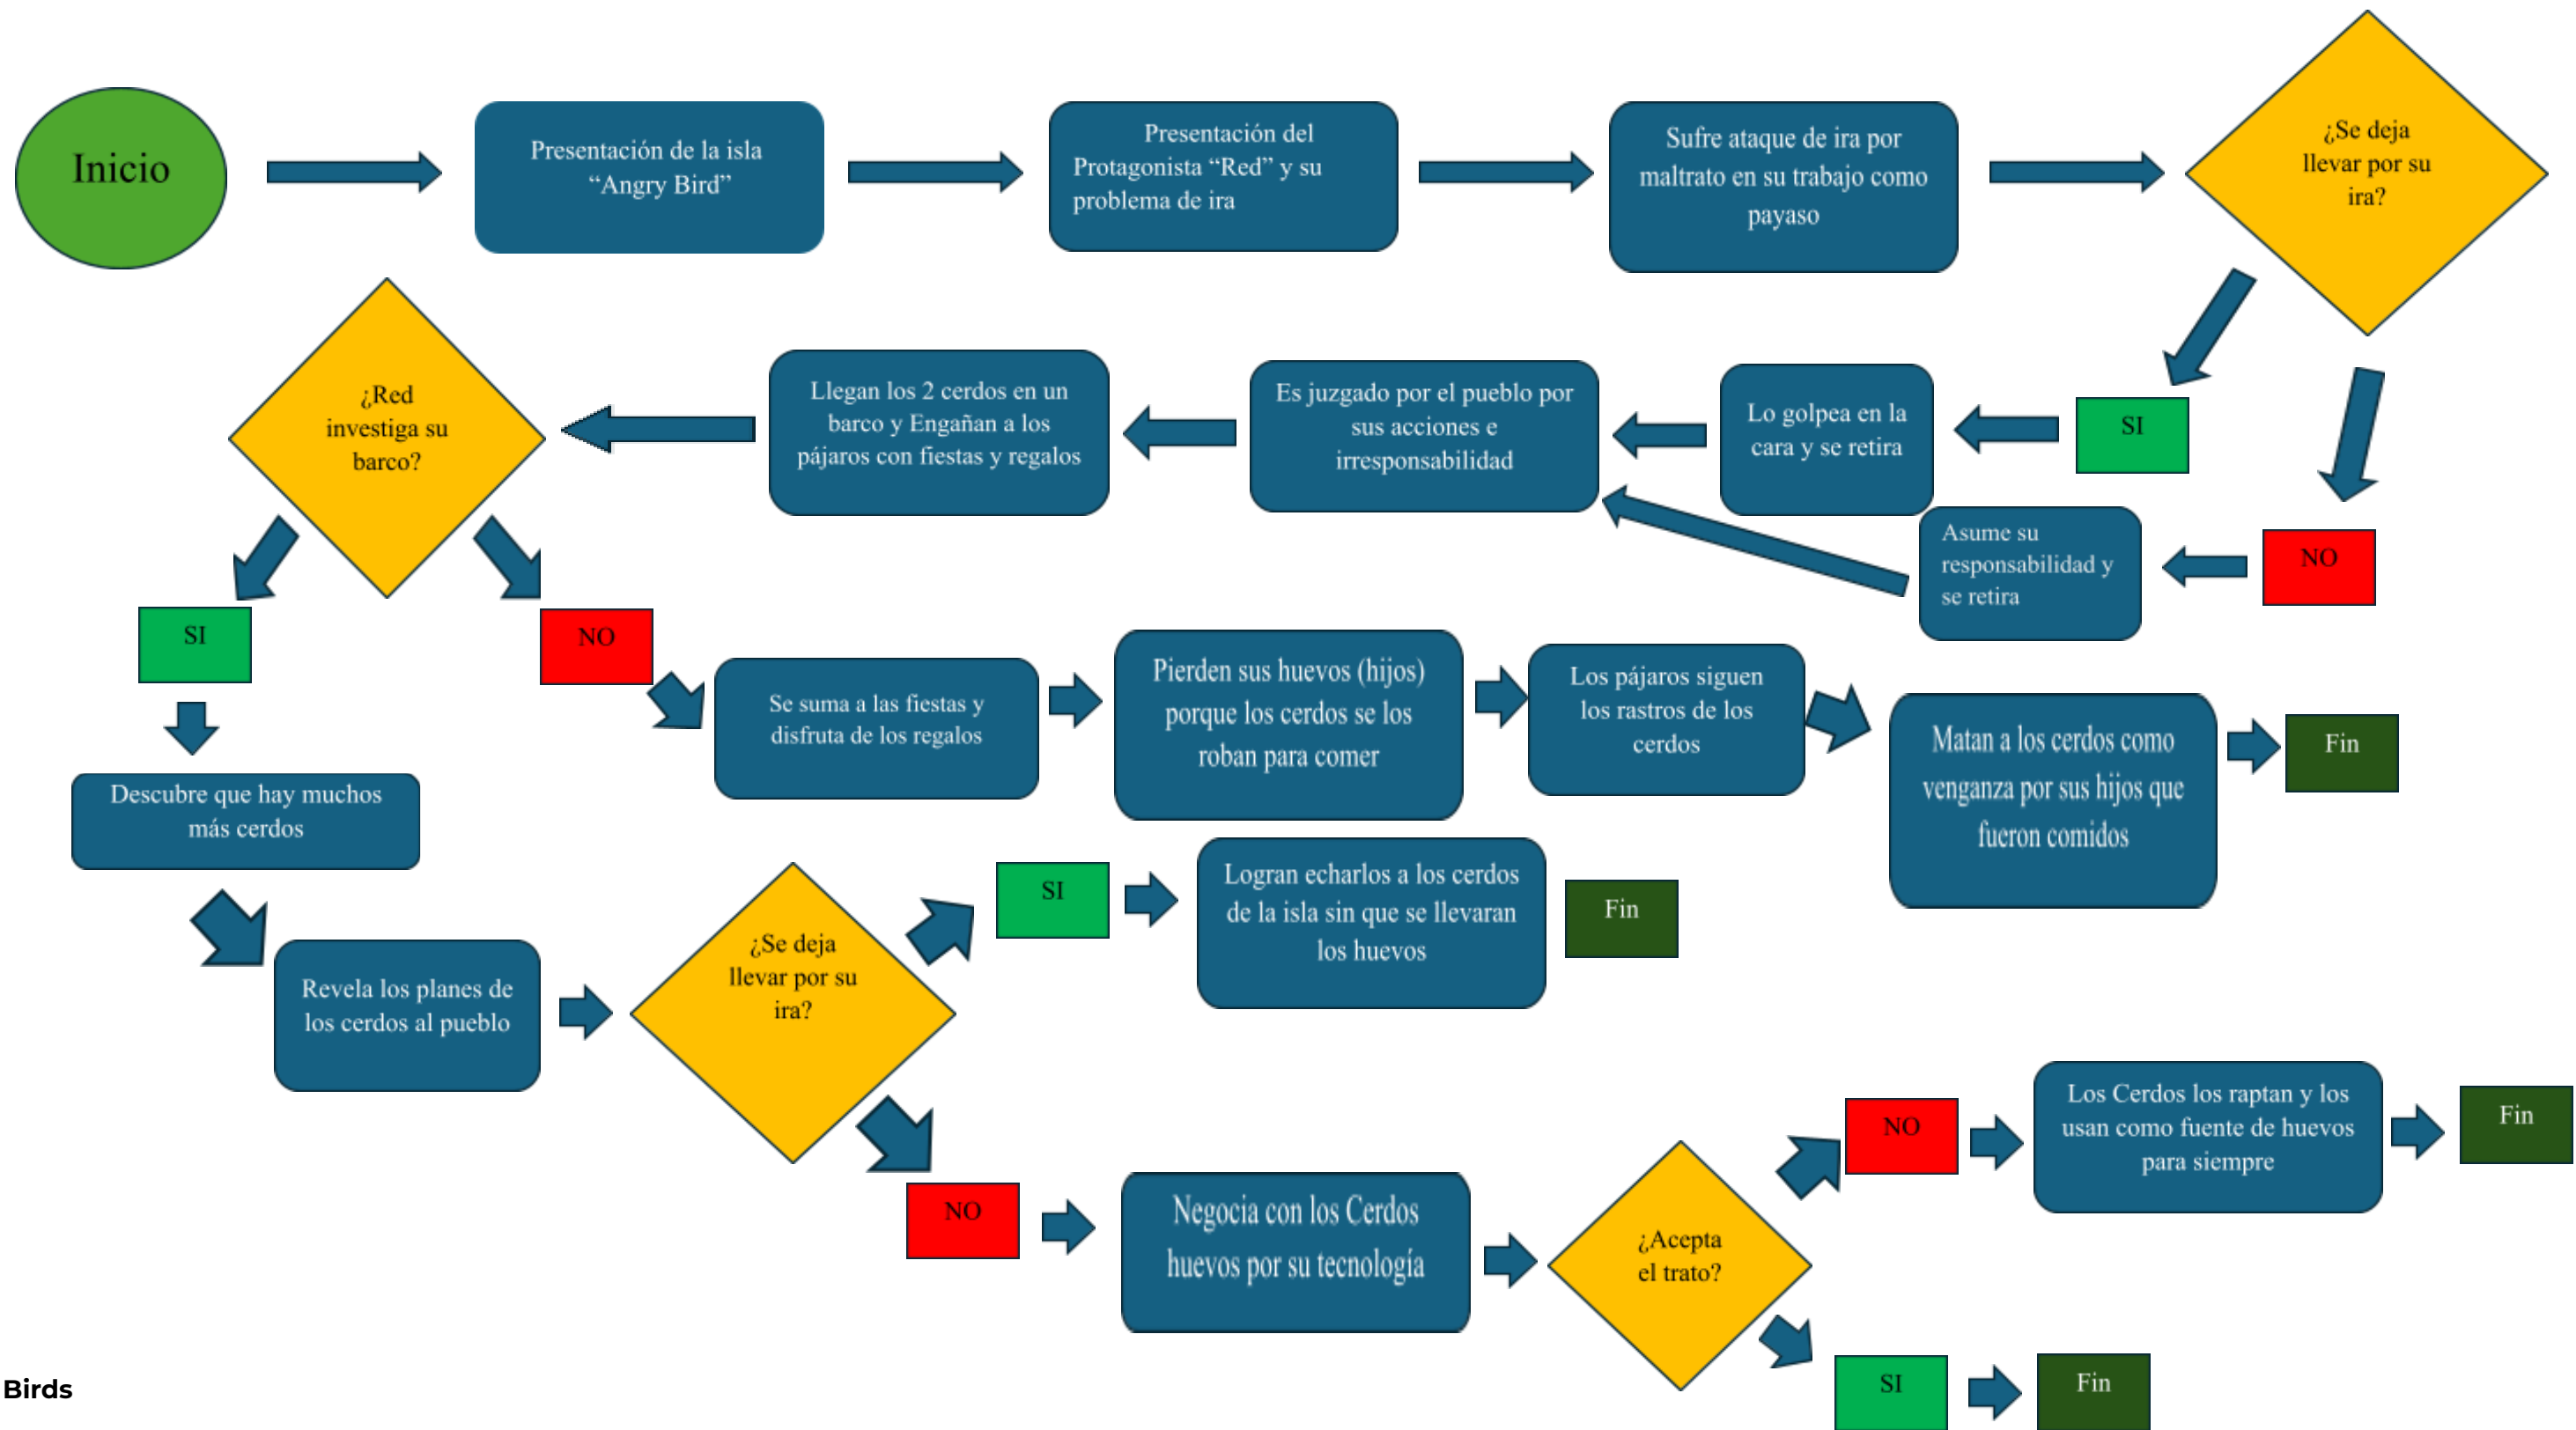 Inicio
Presentación de la isla
“Angry Bird”
Presentación del
Protagonista “Red” y su
problema de ira
Sufre ataque de ira por
maltrato en su trabajo como
payaso
¿Se deja
llevar por su
ira?
SI
Lo golpea en la
cara y se retira
NO
Asume su
responsabilidad y
se retira
Es juzgado por el pueblo por
sus acciones e
irresponsabilidad
Llegan los 2 cerdos en un
barco y Engañan a los
pájaros con fiestas y regalos
¿Red
investiga su
barco?
NO
Se suma a las fiestas y
disfruta de los regalos
Pierden sus huevos (hijos)
porque los cerdos se los
roban para comer
Los pájaros siguen
los rastros de los
cerdos
Matan a los cerdos como
venganza por sus hijos que
fueron comidos
Fin
SI
Descubre que hay muchos
más cerdos
Revela los planes de
los cerdos al pueblo
¿Se deja
llevar por su
ira?
SI
Logran echarlos a los cerdos
de la isla sin que se llevaran
los huevos
Fin
NO
Negocia con los Cerdos
huevos por su tecnología
¿Acepta
el trato?
NO
Los Cerdos los raptan y los
usan como fuente de huevos
para siempre
Fin
SI
Fin
Birds